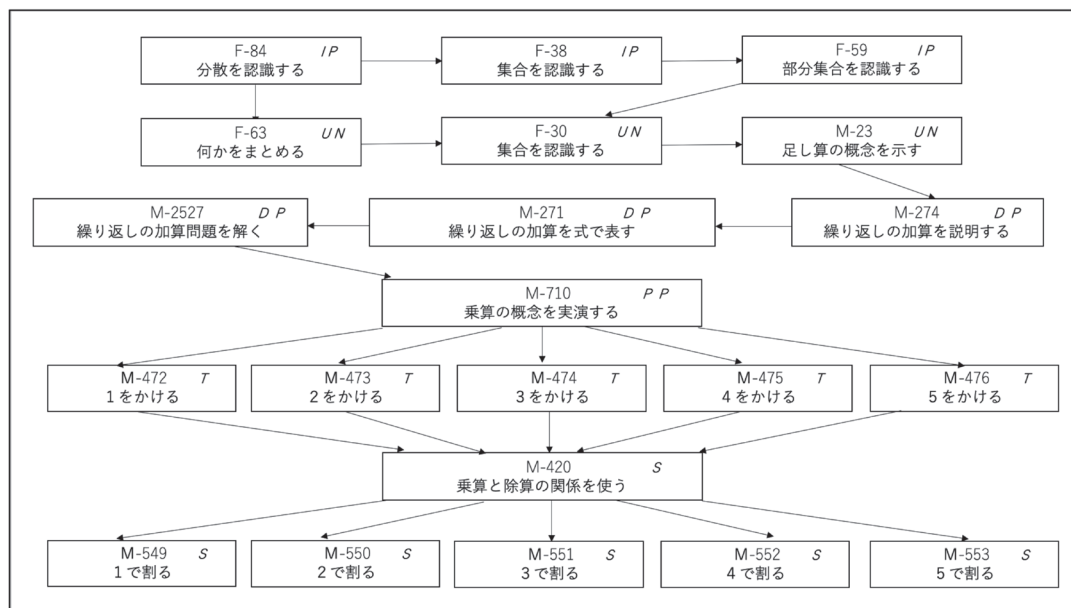 F-84 IP
分散を認識する
F-38 IP
集合を認識する
F-59 IP
部分集合を認識する
F-63 UN
何かをまとめる
F-30 UN
集合を認識する
M-23 UN
足し算の概念を示す
M-2527 DP
繰り返しの加算問題を解く
M-271 DP
繰り返しの加算を式で表す
M-274 DP
繰り返しの加算を説明する
M-710 PP
乗算の概念を実演する
M-472 T
1をかける
M-473 T
2をかける
M-474 T
3をかける
M-475 T
4をかける
M-476 T
5をかける
M-420 S
乗算と除算の関係を使う
M-549 S
1で割る
M-550 S
2で割る
M-551 S
3で割る
M-552 S
4で割る
M-553 S
5で割る